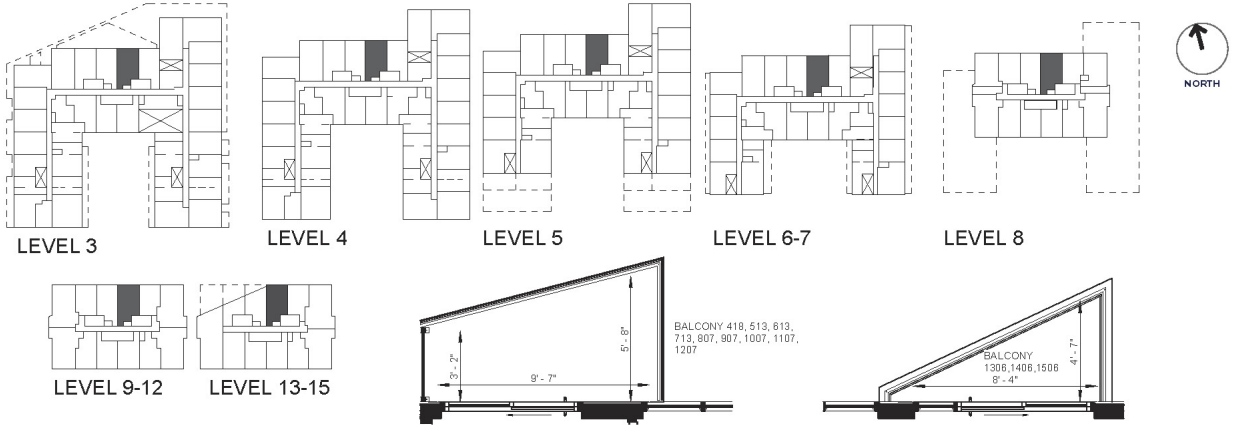 NORTH
LEVEL 3
LEVEL 4
LEVEL 5
LEVEL 6-7
LEVEL 8
LEVEL 9-12
LEVEL 13-15
3' - 2"
9' - 7"
5' - 8"
BALCONY 418, 513, 613,
713, 807, 907, 1007, 1107,
1207
BALCONY
1306,1406,1506
8' - 4"
4' - 7"